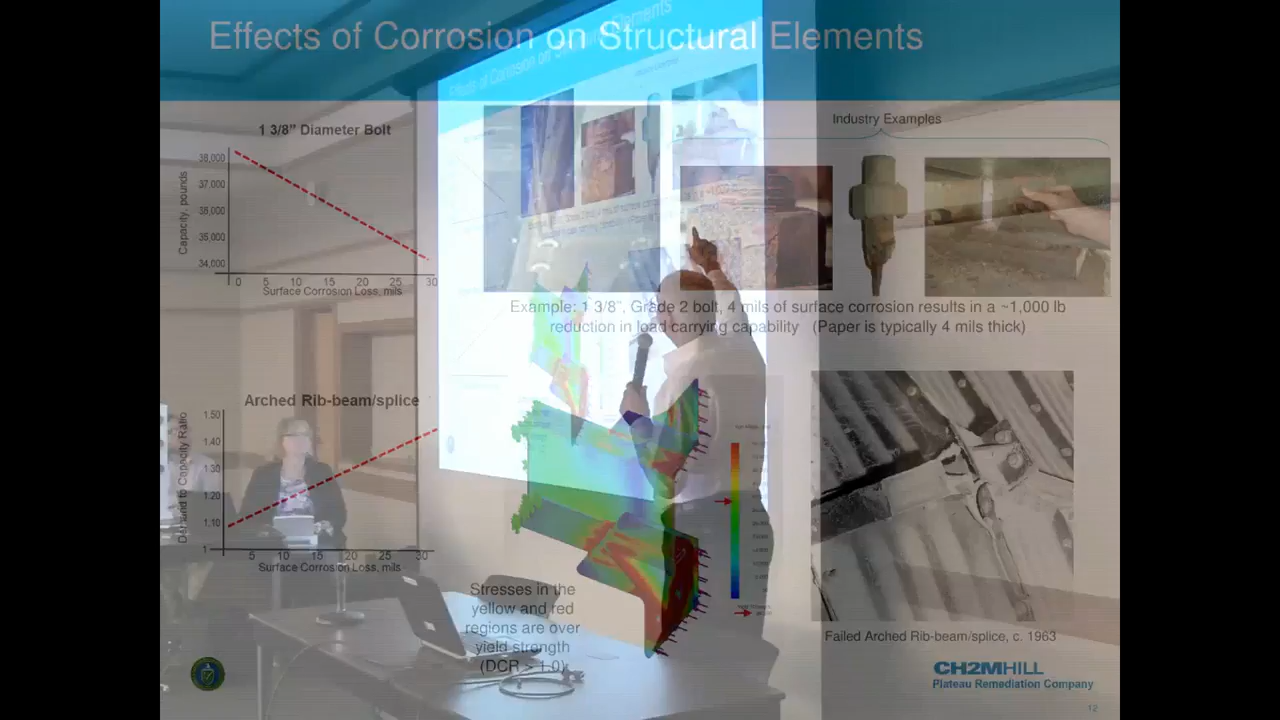 Effects of Corrosion on Structural Elements
Industry Examples
1 3/8” Diameter Bolt
38,000
37,000
36,000
35,000
34,000
Capacity, pounds
0 5 10 15 20 25 30
Surface Corrosion Loss, mils
Example: 1 3/8”, Grade 2 bolt, 4 mils of surface corrosion results in a ~1,000 lb
reduction in load carrying capability (Paper is typically 4 mils thick)
Arched Rib-beam/splice
1.50
1.40
1.30
1.20
1.10
1
Demand to Capacity Ratio
5 10 15 20 25 30
Surface Corrosion Loss, mils
Stresses in the
yellow and red
regions are over
yield strength
(DCR > 1.0)
Failed Arched Rib-beam/splice, c. 1963
CH2MHILL
Plateau Remediation Company
12